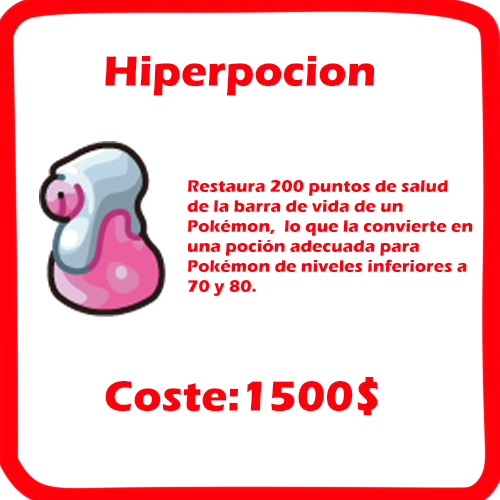 Hiperpocion
Restaura 200 puntos de salud
de la barra de vida de un
Pokémon,  lo que la convierte en
una poción adecuada para
Pokémon de niveles inferiores a
70 y 80.
Coste:1500$